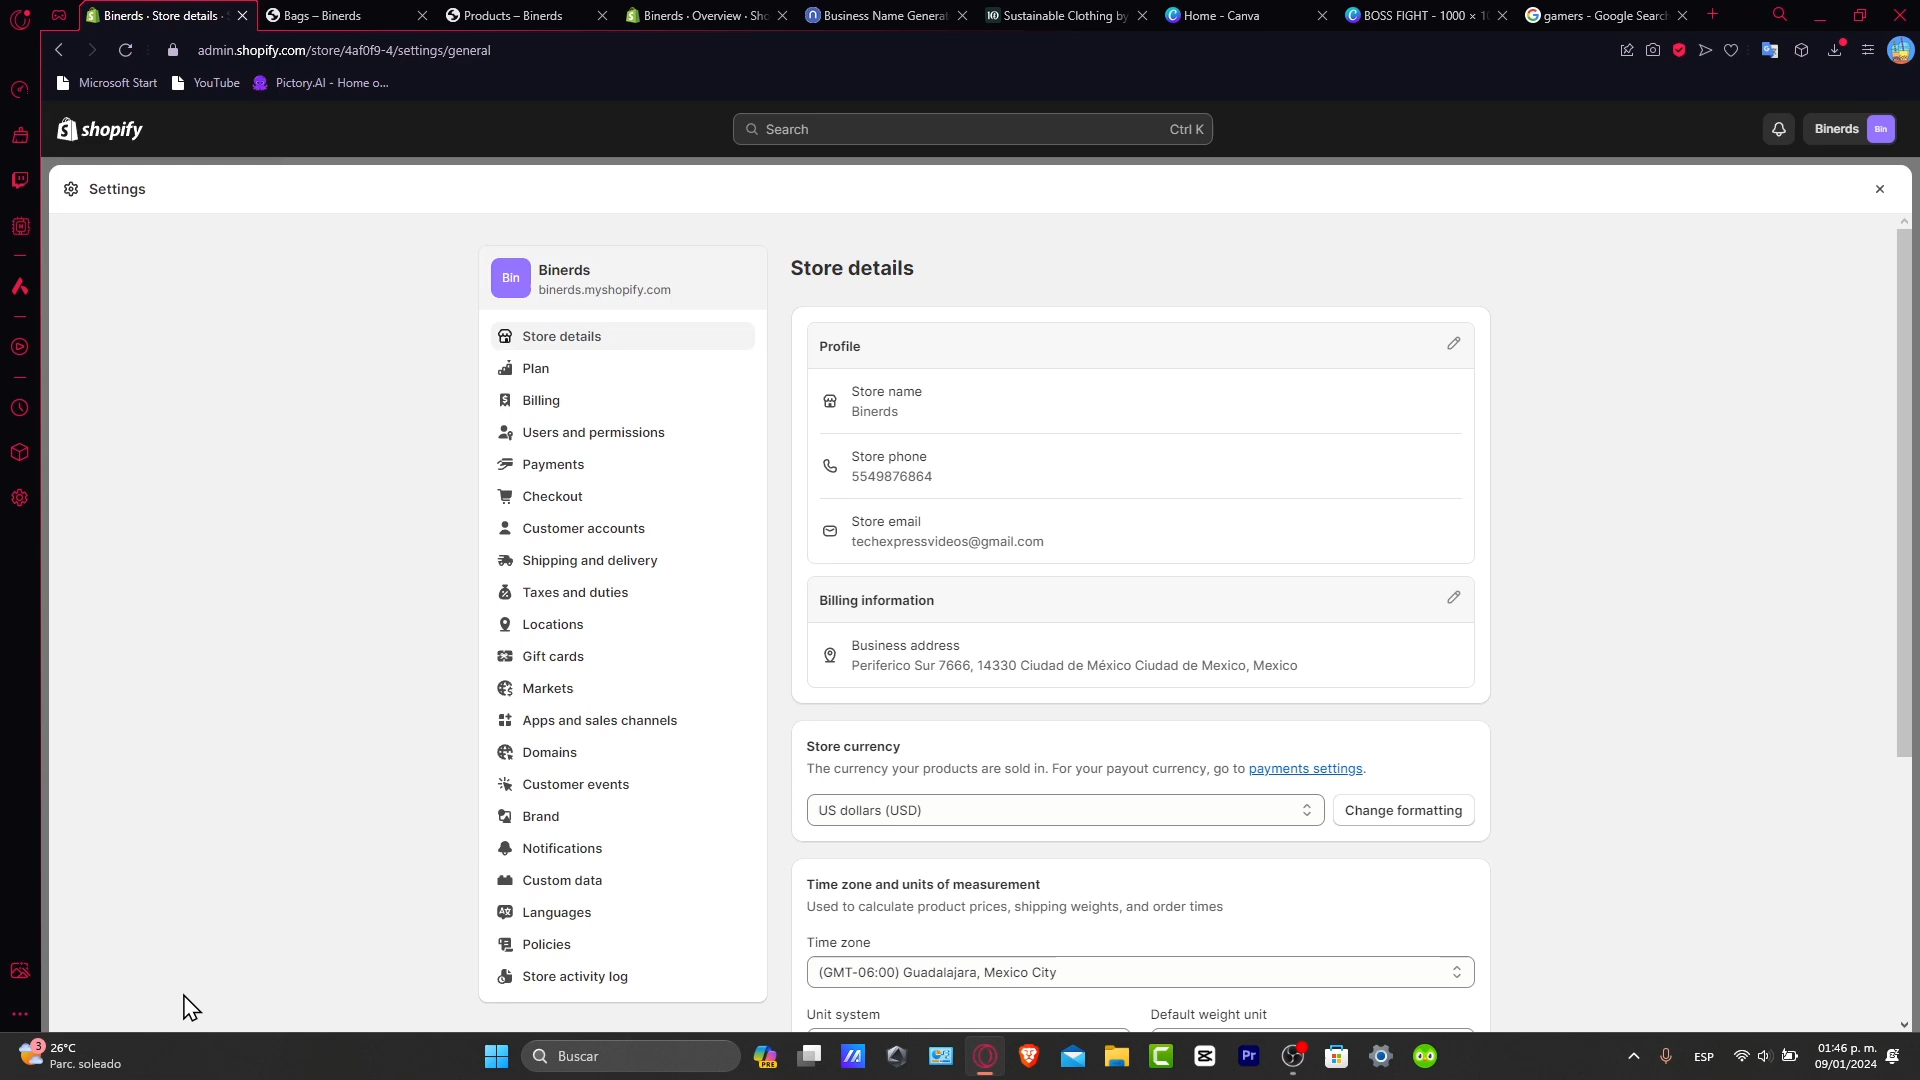 Binerds · Store details ·
Bags – Binerds
Products – Binerds
Binerds · Overview · Sho
Business Name Generat
Sustainable Clothing by
Home - Canva
BOSS FIGHT - 1000 × 1
gamers - Google Search
admin.shopify.com/store/4af0f9-4/settings/general
Microsoft Start
YouTube
Pictory.AI - Home o...
shopify
Search
Ctrl K
Binerds
Bin
Settings
Bin
Binerds
binerds.myshopify.com
Store details
Plan
Billing
Users and permissions
Payments
Checkout
Customer accounts
Shipping and delivery
Taxes and duties
Locations
Gift cards
Markets
Apps and sales channels
Domains
Customer events
Brand
Notifications
Custom data
Languages
Policies
Store activity log
Store details
Profile
Store name
Binerds
Store phone
5549876864
Store email
techexpressvideos@gmail.com
Billing information
Business address
Periferico Sur 7666, 14330 Ciudad de México Ciudad de Mexico, Mexico
Store currency
The currency your products are sold in. For your payout currency, go to payments settings.
US dollars (USD)
Change formatting
Time zone and units of measurement
Used to calculate product prices, shipping weights, and order times
Time zone
(GMT-06:00) Guadalajara, Mexico City
Unit system
Default weight unit
3
26°C
Parc. soleado
Buscar
PRE
Pr
ESP
01:46 p. m.
09/01/2024